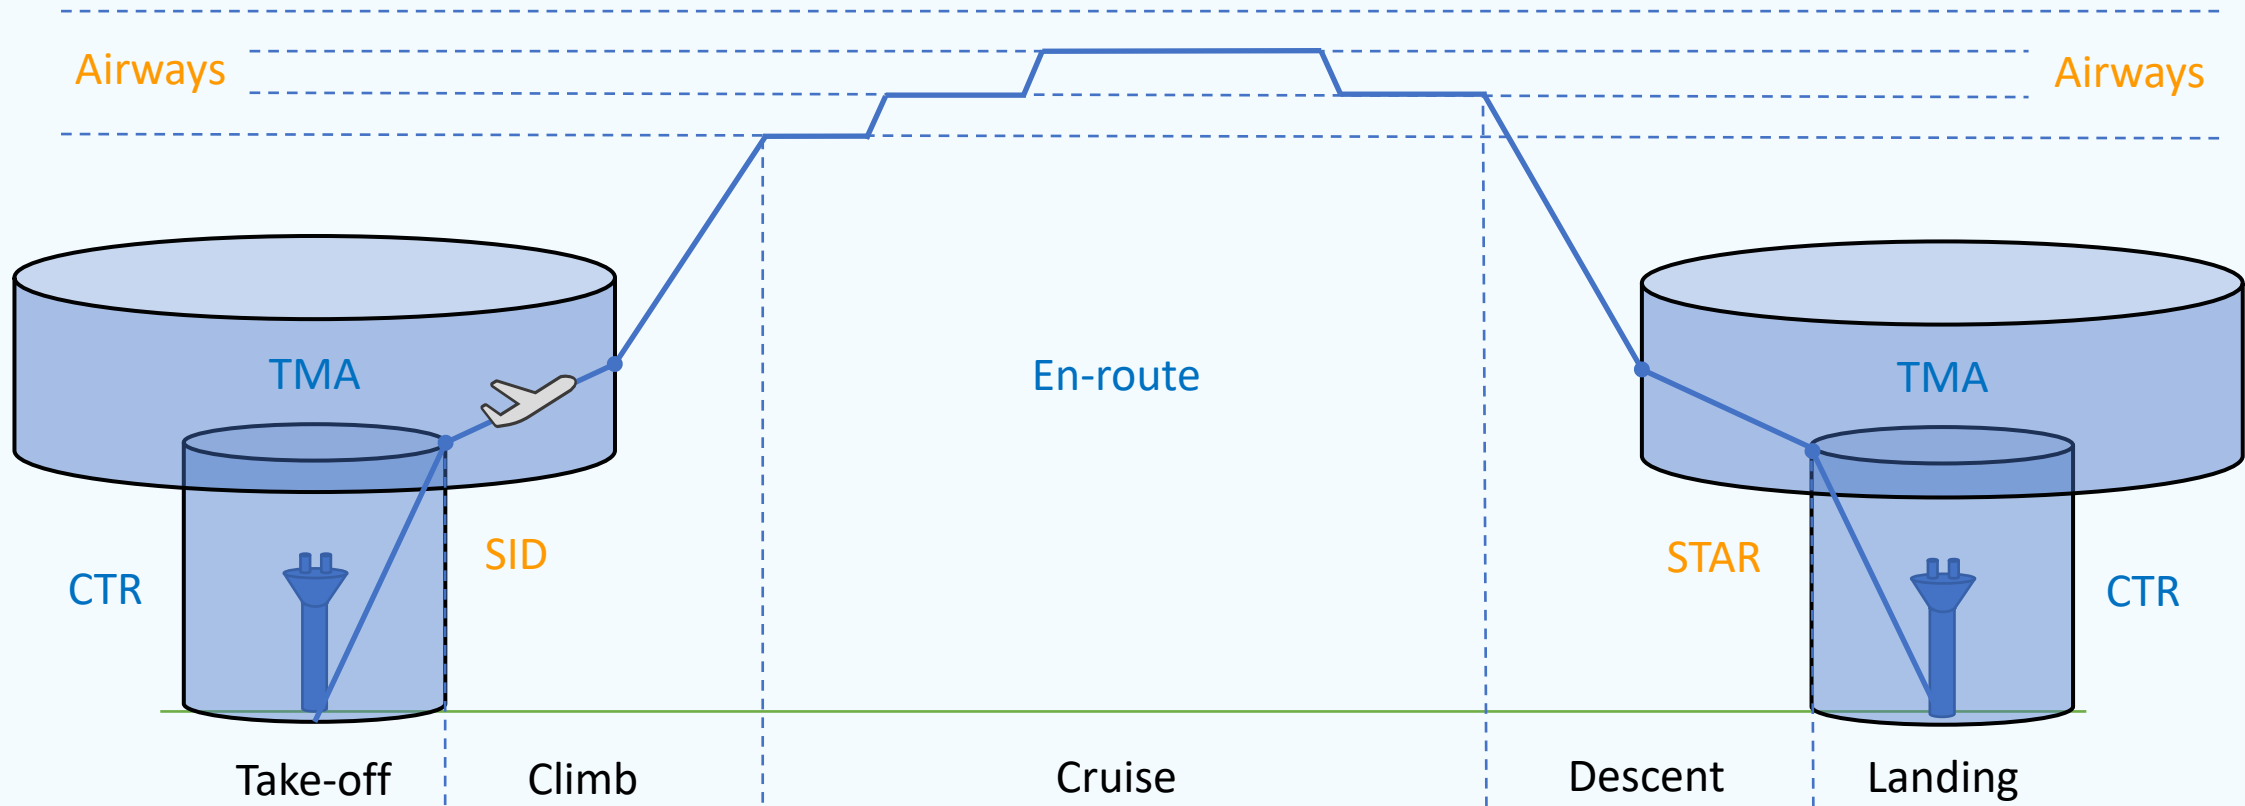 Airways
Airways
TMA
En-route
TMA
SID
STAR
CTR
CTR
Take-off
Climb
Cruise
Descent
Landing